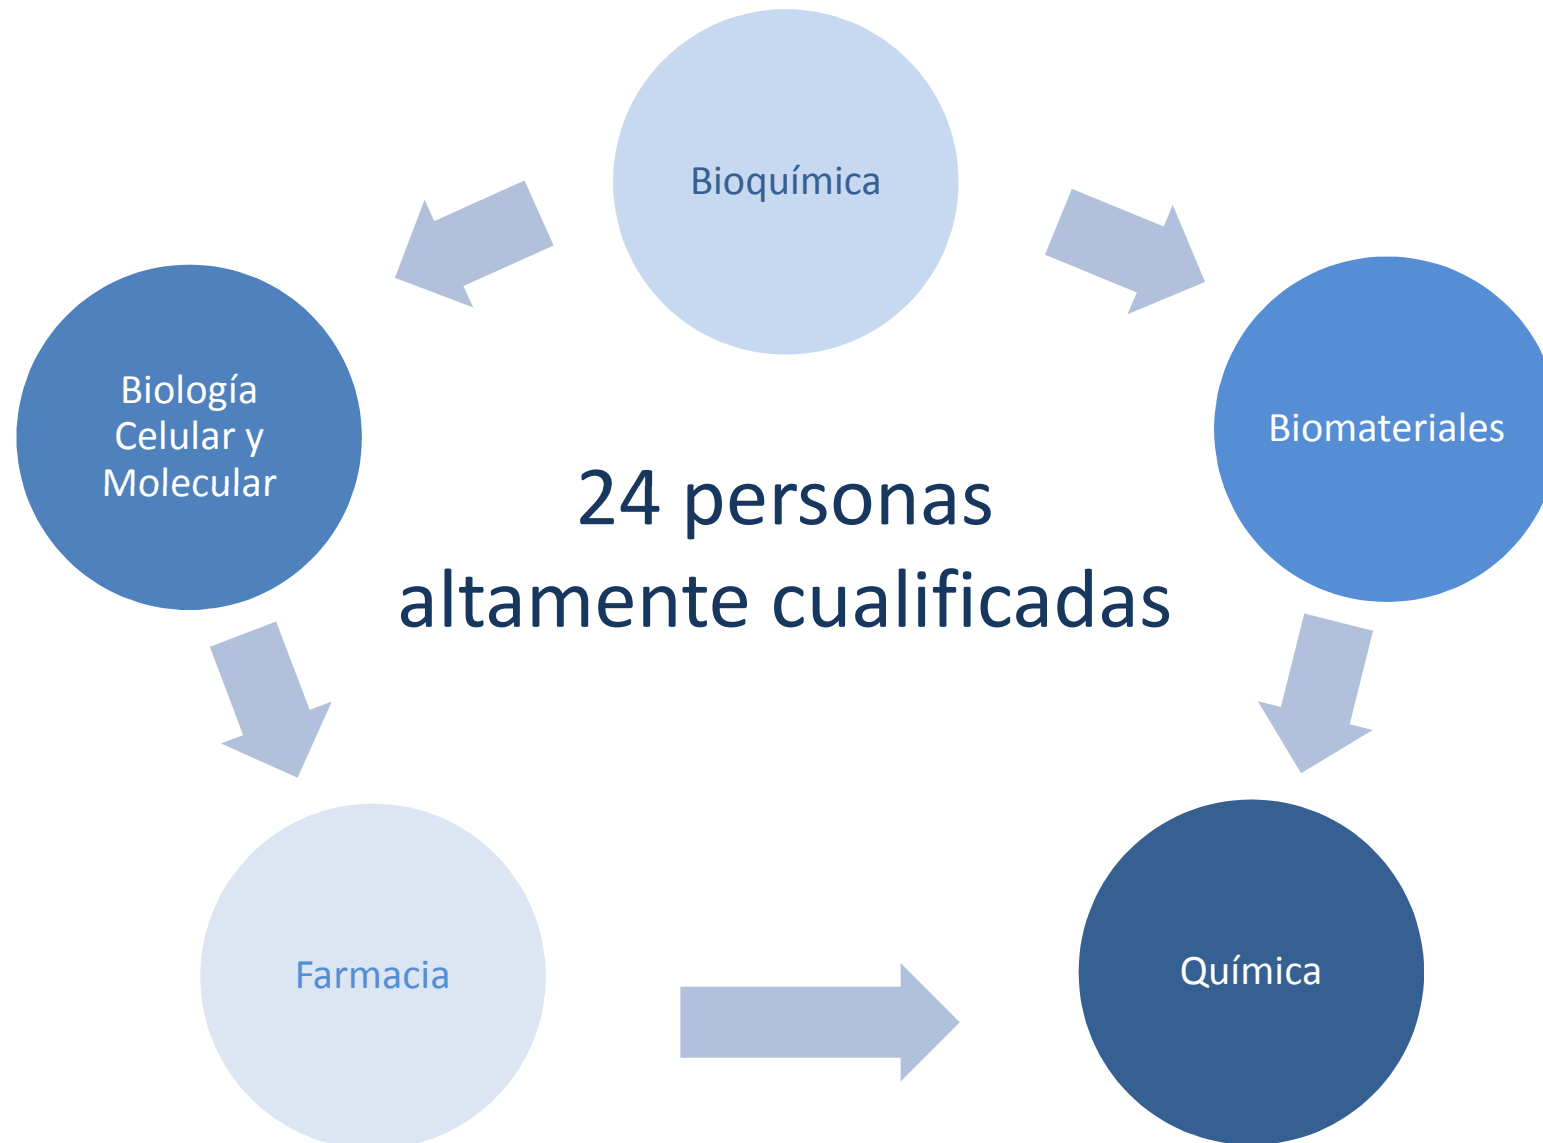 Bioquímica
Biología
Celular y
Molecular
Biomateriales
24 personas
altamente cualificadas
Farmacia
Química